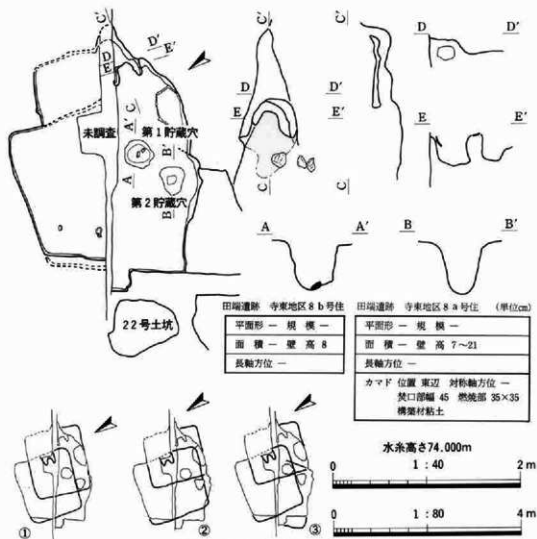 C'
D
E
D'
E'
未調査
A'
C
第1貯蔵穴
B'
A
第2貯蔵穴
B
22号土坑
C'
D
E
D'
E'
C
C'
C
D
D'
E
E'
A
A'
B
B'
田端遺跡 寺東地区8b号住
平面形 ー 規模 ー
面積 ー 壁高 8
長軸方位 ー
田端遺跡 寺東地区8a号住 (単位cm)
平面形 ー 規模 ー
面積 ー 壁高 7〜21
長軸方位 ー
カマド 位置 東辺 対称軸方位 ー
焚口部幅 45 燃焼部 35×35
構築材粘土
水糸高さ74.000m
0 1:40 2m
0 1:80 4m
①
②
③